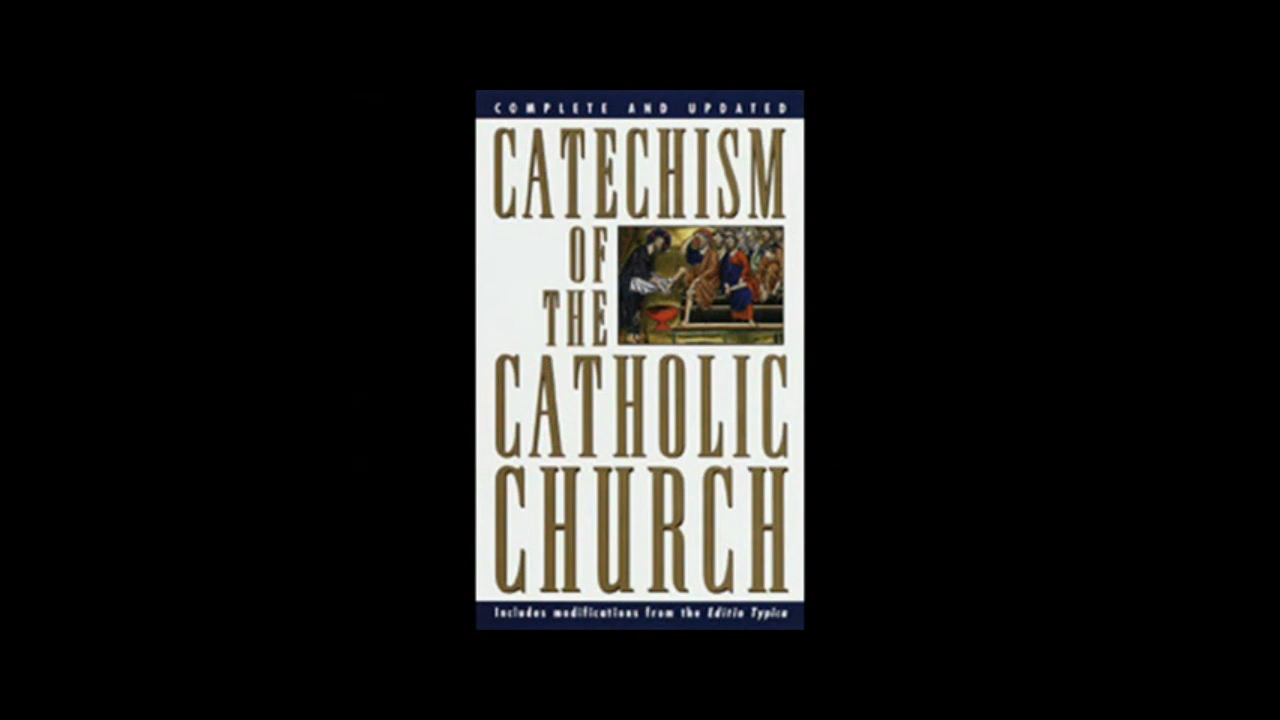 COMPLETE AND UPDATED
CATECHISM
OF
THE
CATHOLIC
CHURCH
Includes modifications from the Editio Typica